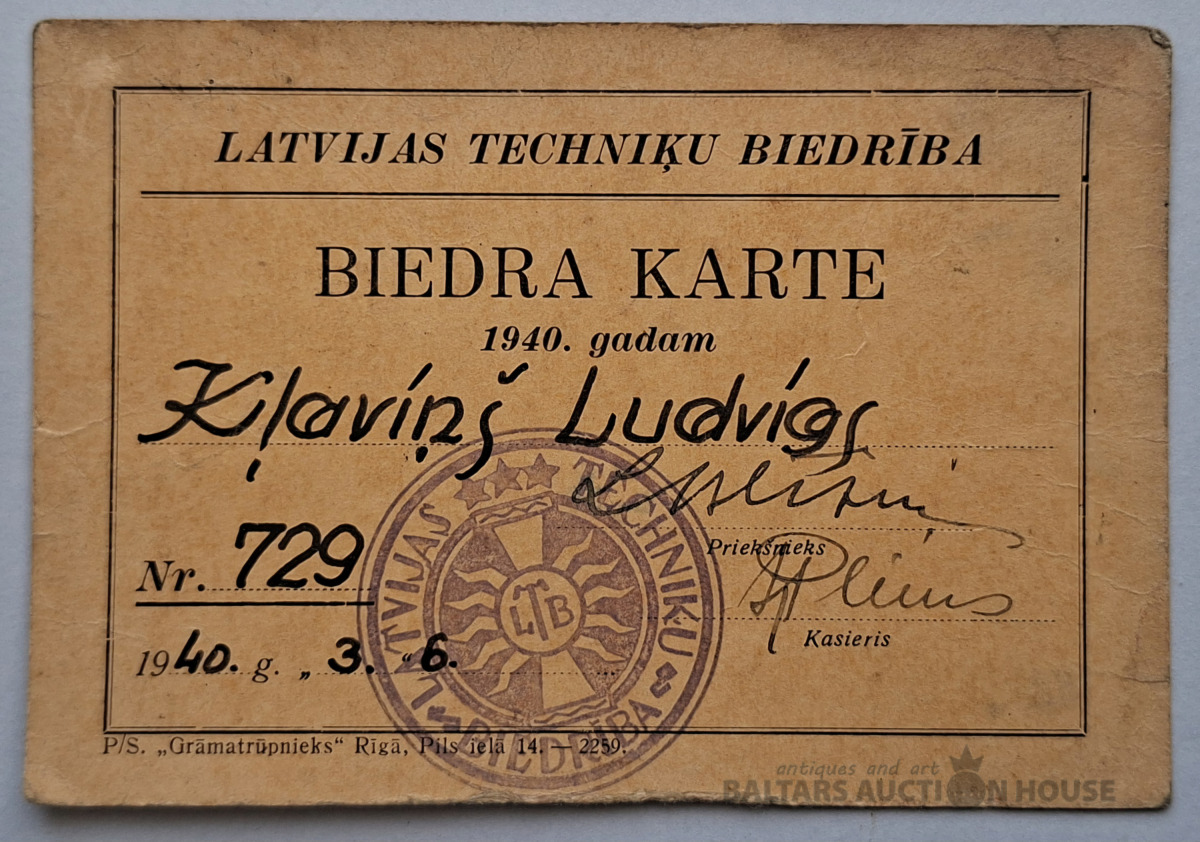 LATVIJAS TECHNIĶU BIEDRĪBA
BIEDRA KARTE
1940. gadam
Kļaviņš Ludvigs
Priekšnieks
Nr. 729
Kasieris
1940. g. „ 3. “ 6.
LATVIJAS TECHNIĶU BIEDRĪBA
LTB
P/S. „Grāmatrūpnieks“ Rīgā, Pils ielā 14. — 2259.
antiques and art
BALTARS AUCTION HOUSE